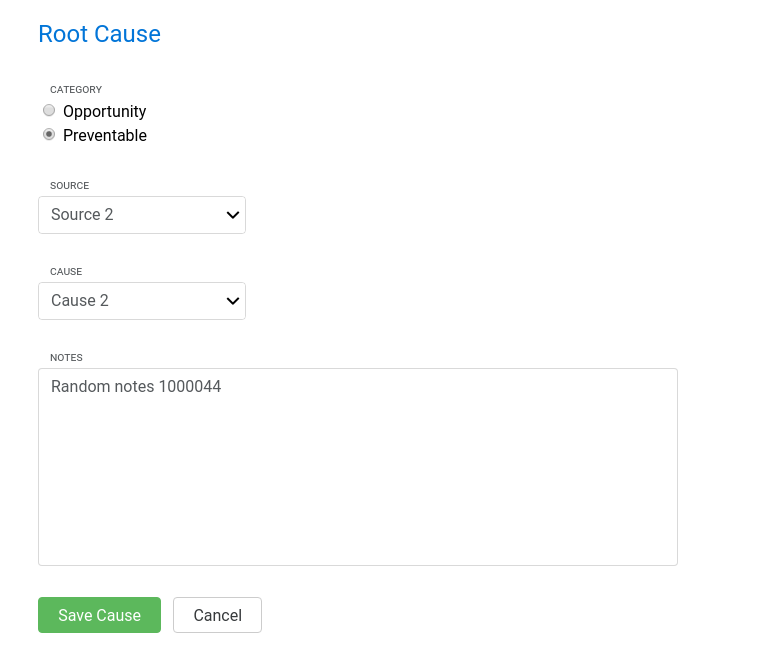 Root Cause
CATEGORY
Opportunity
Preventable
SOURCE
Source 2
CAUSE
Cause 2
NOTES
Random notes 1000044
Save Cause
Cancel